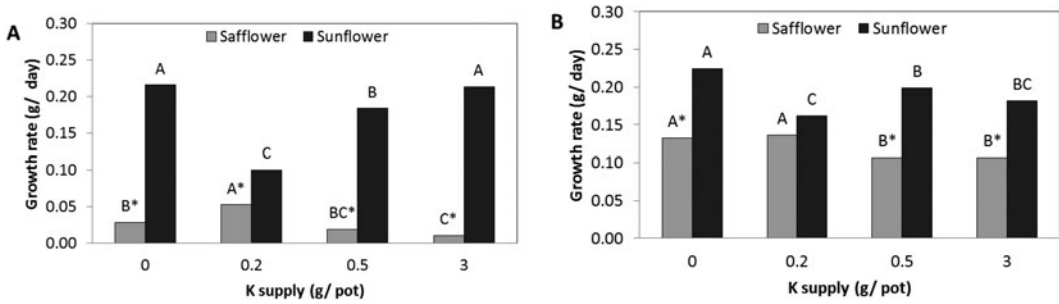 A
Growth rate (g/ day)
0.30
0.25
0.20
0.15
0.10
0.05
0.00
Safflower Sunflower
B* A A* C BC* B C* A
0 0.2 0.5 3
K supply (g/ pot)
B
Growth rate (g/ day)
0.30
0.25
0.20
0.15
0.10
0.05
0.00
Safflower Sunflower
A* A A C B* B B* BC
0 0.2 0.5 3
K supply (g/ pot)